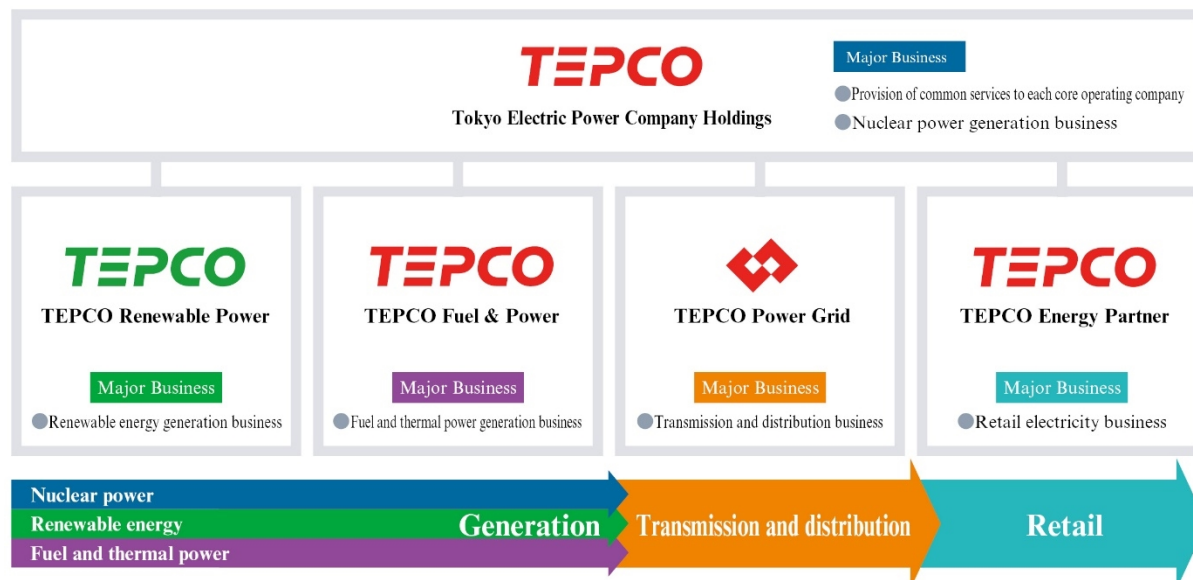 TEPCO
Tokyo Electric Power Company Holdings
Major Business
Provision of common services to each core operating company
Nuclear power generation business
TEPCO
TEPCO Renewable Power
Major Business
Renewable energy generation business
TEPCO
TEPCO Fuel & Power
Major Business
Fuel and thermal power generation business
TEPCO Power Grid
Major Business
Transmission and distribution business
TEPCO
TEPCO Energy Partner
Major Business
Retail electricity business
Nuclear power
Renewable energy
Fuel and thermal power
Generation
Transmission and distribution
Retail